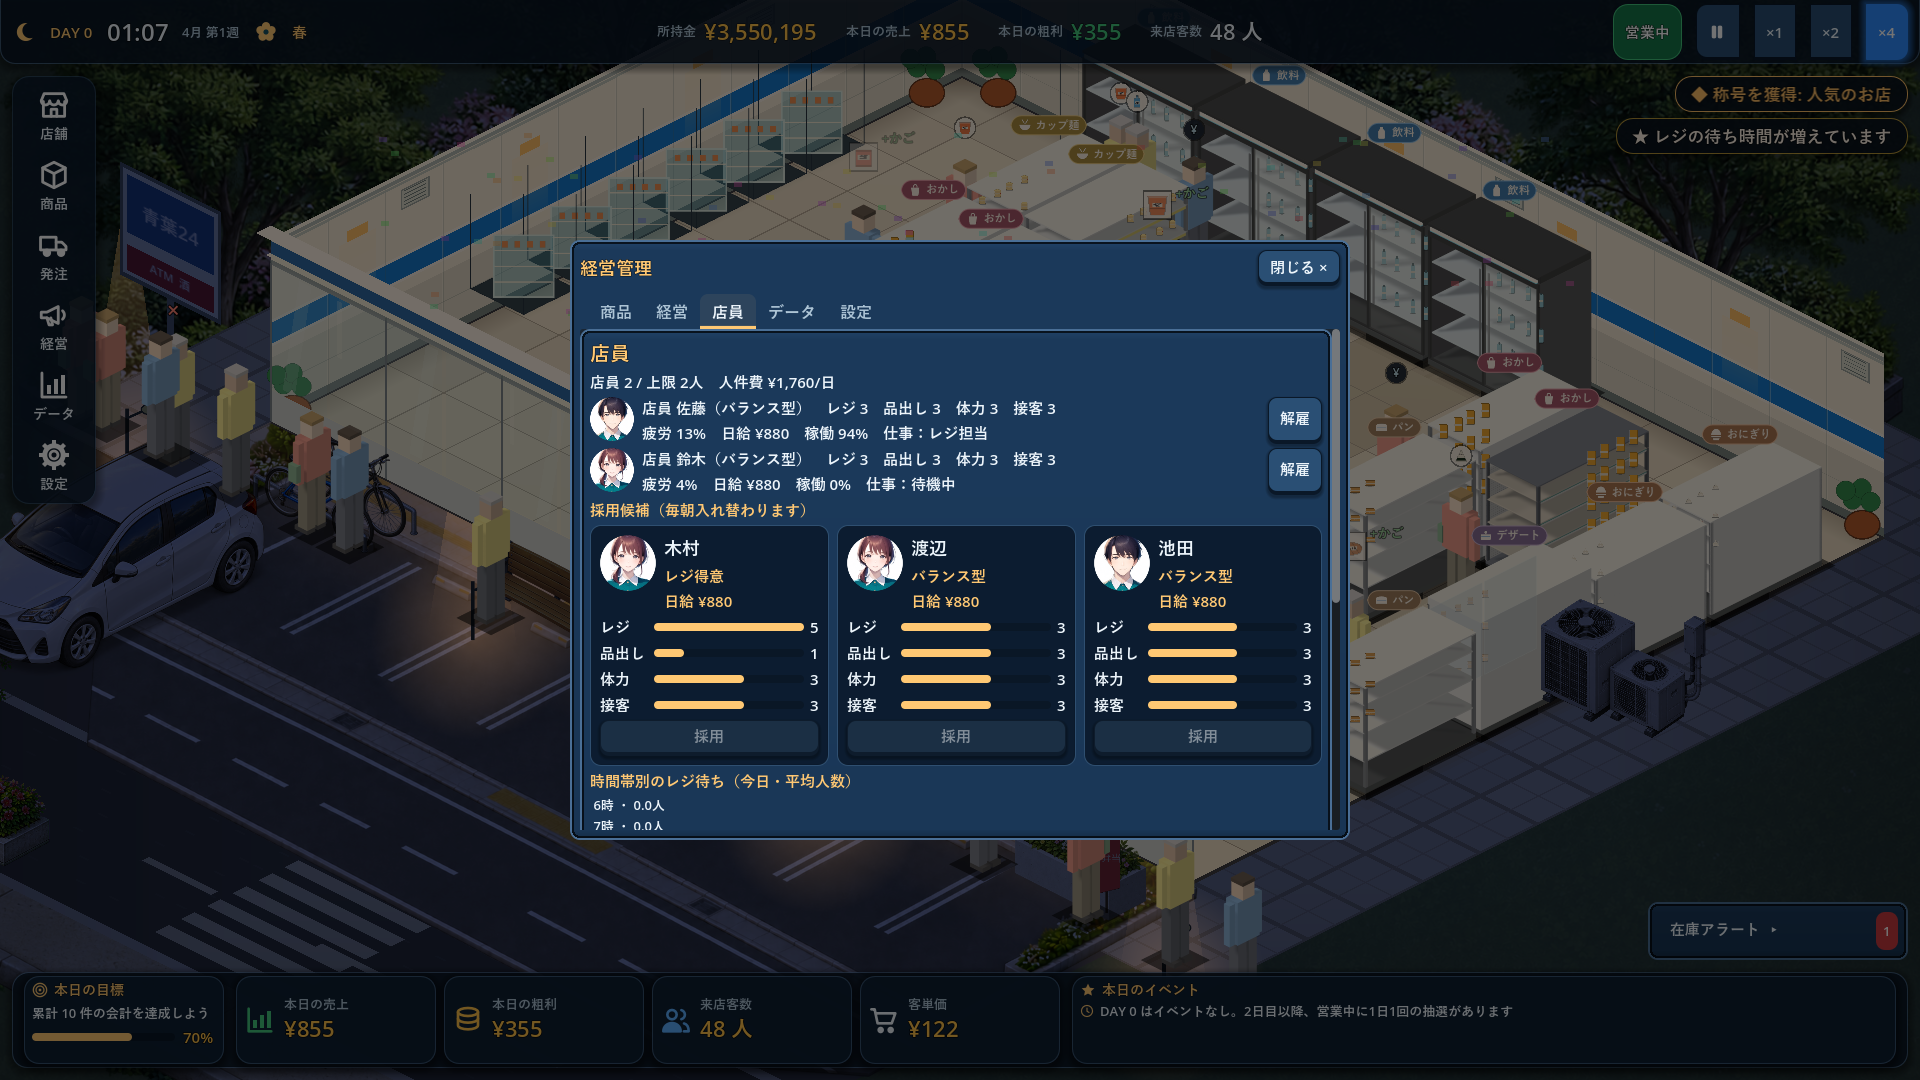 DAY 0 01:07 4月 第1週 春
所持金 ¥3,550,195 本日の売上 ¥855 本日の粗利 ¥355 来店客数 48 人
営業中 ×1 ×2 ×4
◆ 称号を獲得: 人気のお店
★ レジの待ち時間が増えています
店舗
商品
発注
経営
データ
設定
青葉24
ATM
飲料
飲料
飲料
カップ麺
カップ麺
おかし
おかし
+かご
+かご
おかし
おかし
パン
おにぎり
おにぎり
デザート
+かご
パン
経営管理
閉じる ×
商品 経営 店員 データ 設定
店員
店員 2 / 上限 2人 人件費 ¥1,760/日
店員 佐藤（バランス型） レジ 3 品出し 3 体力 3 接客 3
疲労 13% 日給 ¥880 稼働 94% 仕事：レジ担当
解雇
店員 鈴木（バランス型） レジ 3 品出し 3 体力 3 接客 3
疲労 4% 日給 ¥880 稼働 0% 仕事：待機中
解雇
採用候補（毎朝入れ替わります）
木村
レジ得意
日給 ¥880
レジ 5
品出し 1
体力 3
接客 3
採用
渡辺
バランス型
日給 ¥880
レジ 3
品出し 3
体力 3
接客 3
採用
池田
バランス型
日給 ¥880
レジ 3
品出し 3
体力 3
接客 3
採用
時間帯別のレジ待ち（今日・平均人数）
6時 ・ 0.0人
7時 ・ 0.0人
在庫アラート ▸ 1
本日の目標
累計 10 件の会計を達成しよう
70%
本日の売上
¥855
本日の粗利
¥355
来店客数
48 人
客単価
¥122
本日のイベント
DAY 0 はイベントなし。2日目以降、営業中に1日1回の抽選があります